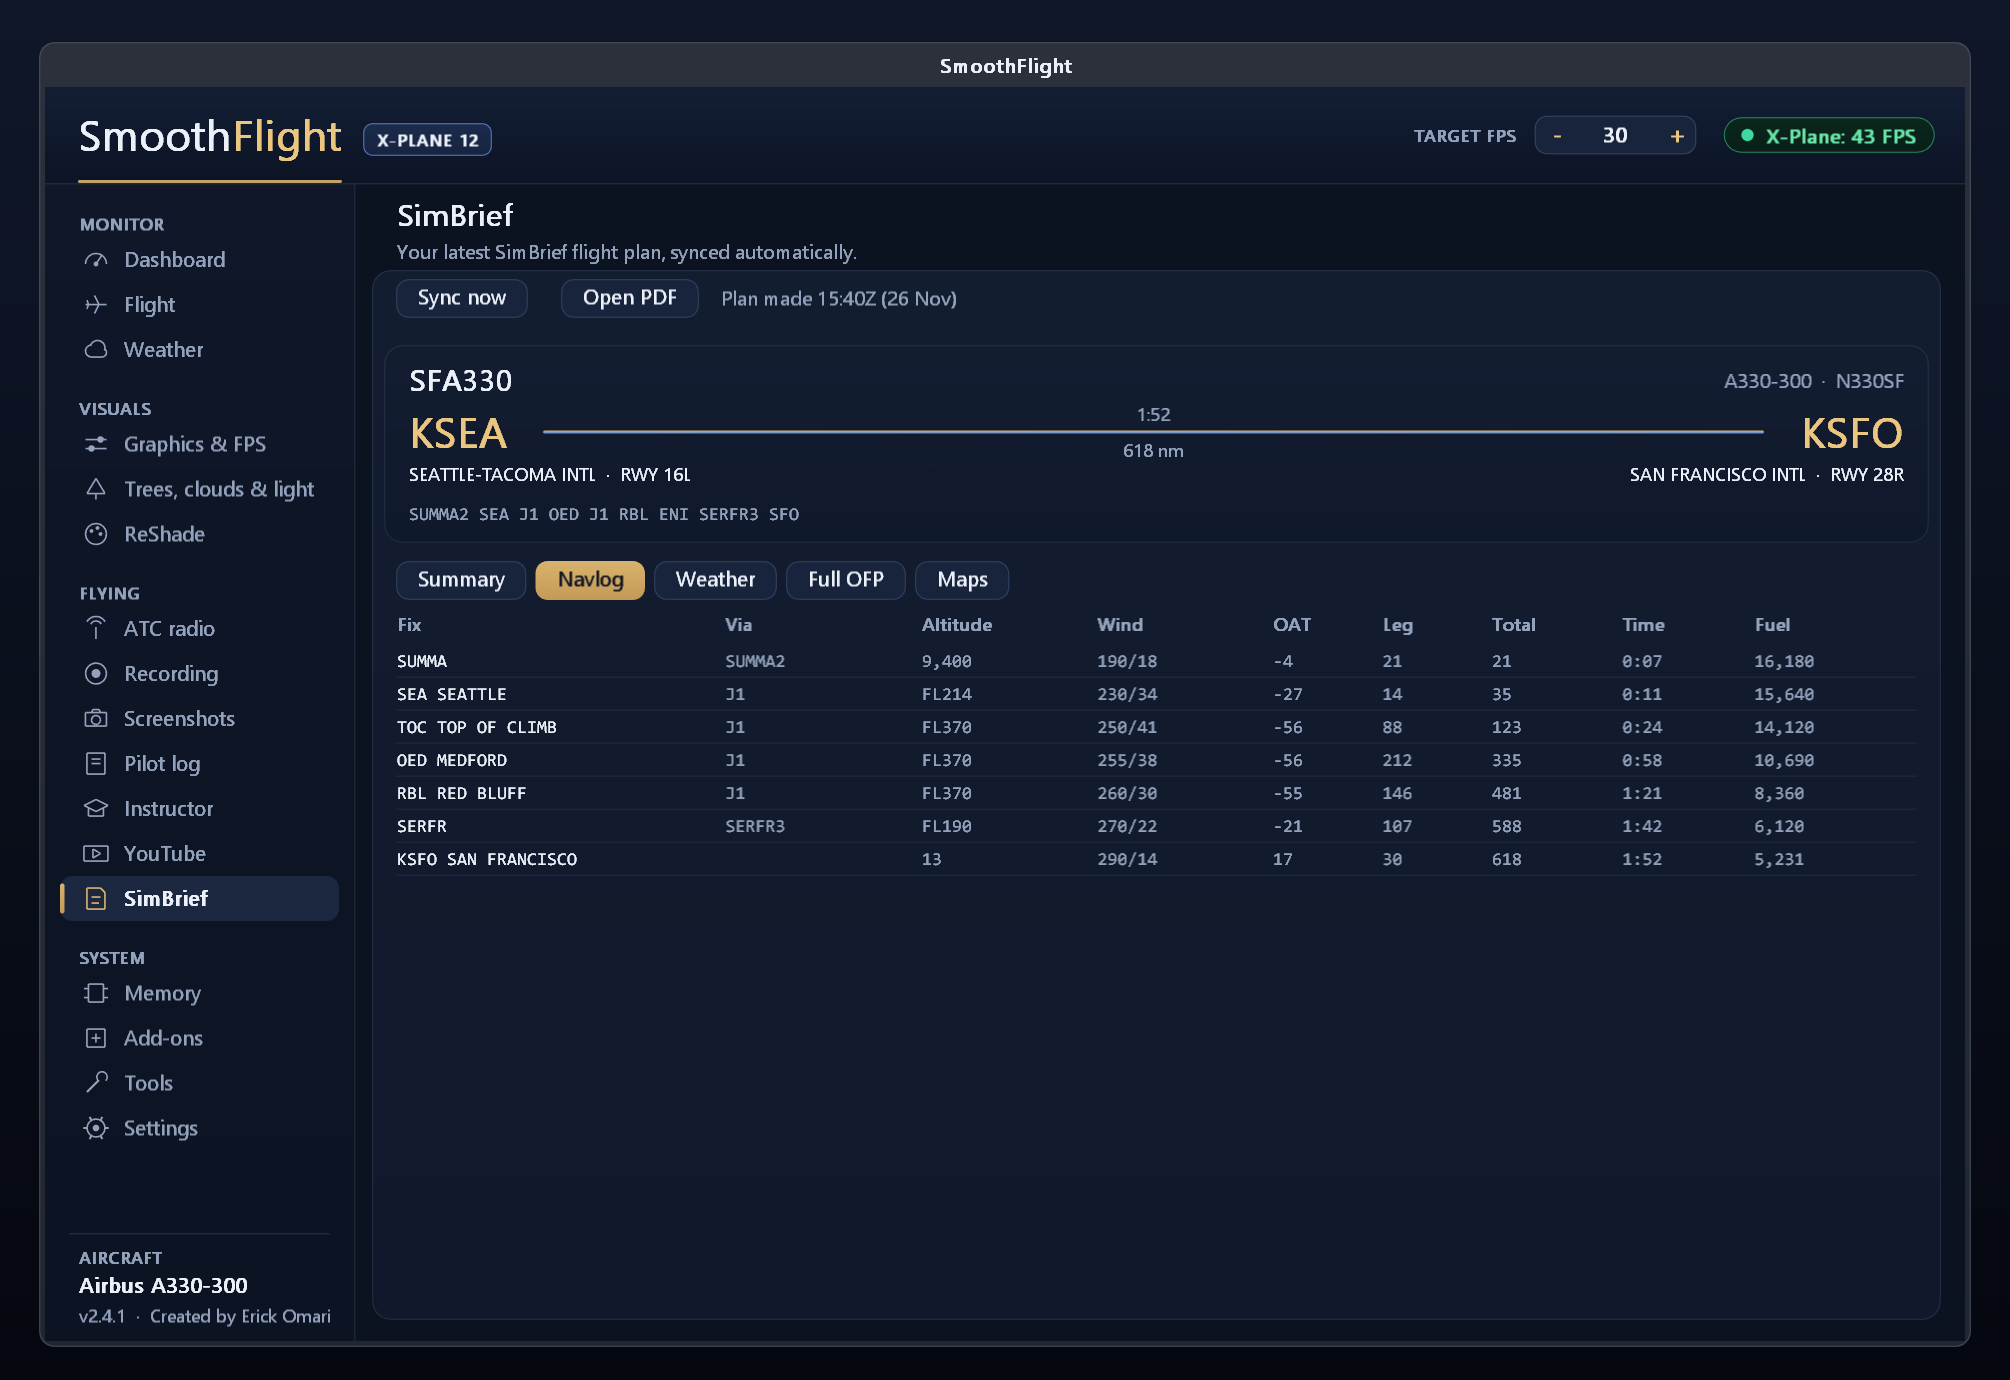 SmoothFlight
SmoothFlight X-PLANE 12
TARGET FPS - 30 + X-Plane: 43 FPS
MONITOR
Dashboard
Flight
Weather
VISUALS
Graphics & FPS
Trees, clouds & light
ReShade
FLYING
ATC radio
Recording
Screenshots
Pilot log
Instructor
YouTube
SimBrief
SYSTEM
Memory
Add-ons
Tools
Settings
AIRCRAFT
Airbus A330-300
v2.4.1 · Created by Erick Omari
SimBrief
Your latest SimBrief flight plan, synced automatically.
Sync now Open PDF Plan made 15:40Z (26 Nov)
SFA330 A330-300 · N330SF
1:52
KSEA KSFO
618 nm
SEATTLE-TACOMA INTL · RWY 16L SAN FRANCISCO INTL · RWY 28R
SUMMA2 SEA J1 OED J1 RBL ENI SERFR3 SFO
Summary Navlog Weather Full OFP Maps
Fix Via Altitude Wind OAT Leg Total Time Fuel
SUMMA SUMMA2 9,400 190/18 -4 21 21 0:07 16,180
SEA SEATTLE J1 FL214 230/34 -27 14 35 0:11 15,640
TOC TOP OF CLIMB J1 FL370 250/41 -56 88 123 0:24 14,120
OED MEDFORD J1 FL370 255/38 -56 212 335 0:58 10,690
RBL RED BLUFF J1 FL370 260/30 -55 146 481 1:21 8,360
SERFR SERFR3 FL190 270/22 -21 107 588 1:42 6,120
KSFO SAN FRANCISCO 13 290/14 17 30 618 1:52 5,231